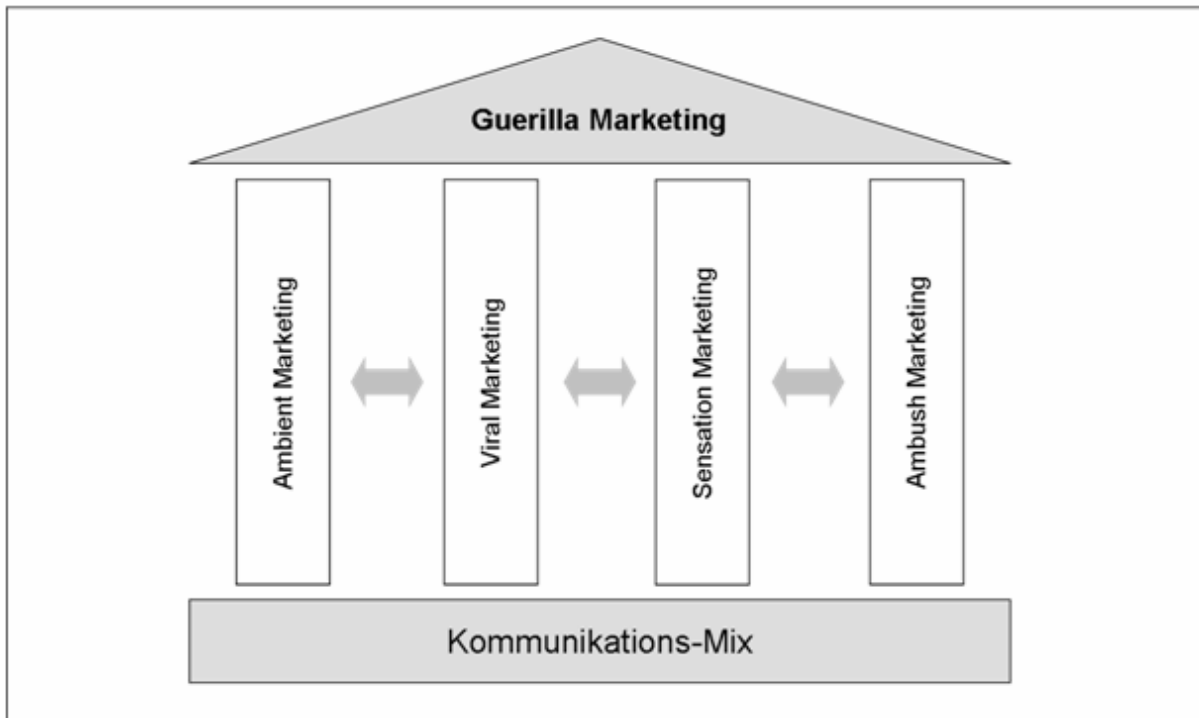 Guerilla Marketing
Ambient Marketing
Viral Marketing
Sensation Marketing
Ambush Marketing
Kommunikations-Mix